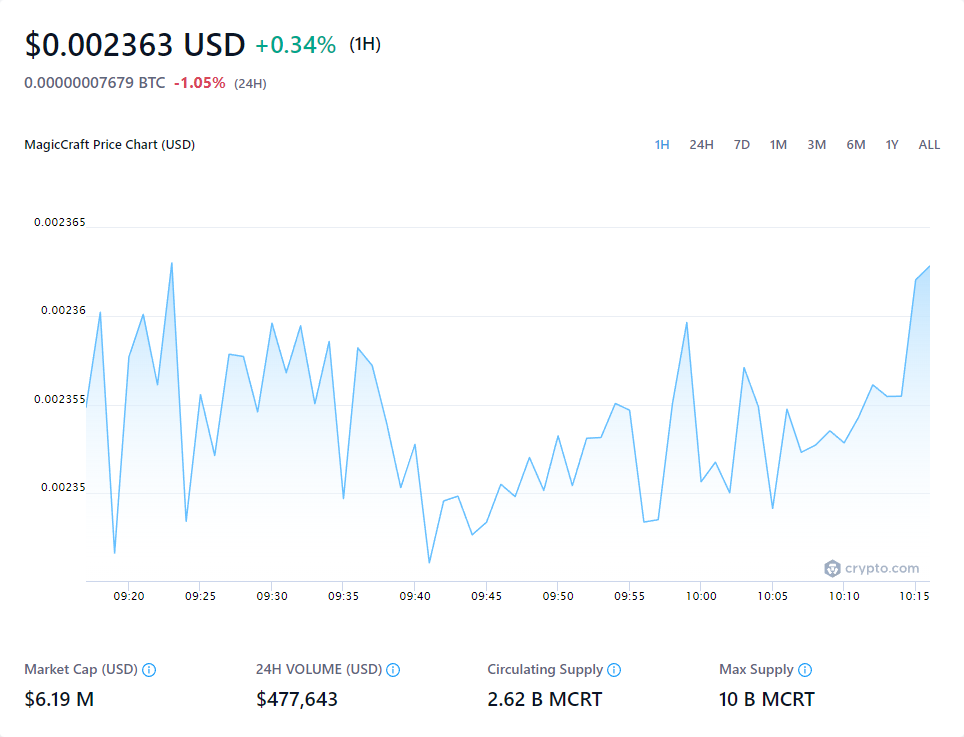 $0.002363 USD +0.34% (1H)
0.00000007679 BTC -1.05% (24H)
MagicCraft Price Chart (USD) 1H 24H 7D 1M 3M 6M 1Y ALL
0.002365
0.00236
0.002355
0.00235
crypto.com
09:20 09:25 09:30 09:35 09:40 09:45 09:50 09:55 10:00 10:05 10:10 10:15
Market Cap (USD) 24H VOLUME (USD) Circulating Supply Max Supply
$6.19 M $477,643 2.62 B MCRT 10 B MCRT